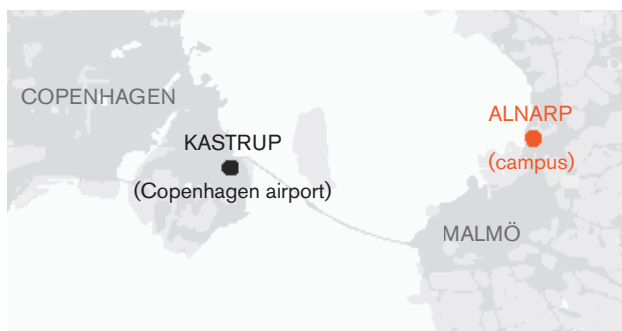 COPENHAGEN
KASTRUP
(Copenhagen airport)
ALNARP
(campus)
MALMÖ